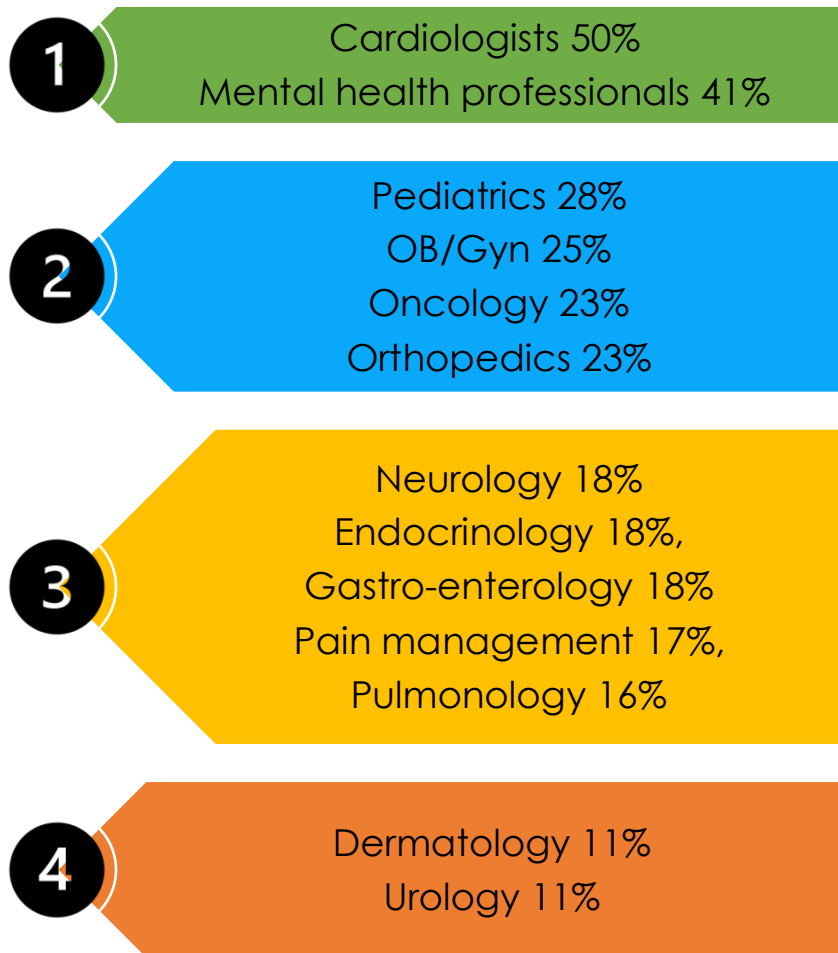 1
Cardiologists 50%
Mental health professionals 41%
2
Pediatrics 28%
OB/Gyn 25%
Oncology 23%
Orthopedics 23%
3
Neurology 18%
Endocrinology 18%,
Gastro-enterology 18%
Pain management 17%,
Pulmonology 16%
4
Dermatology 11%
Urology 11%